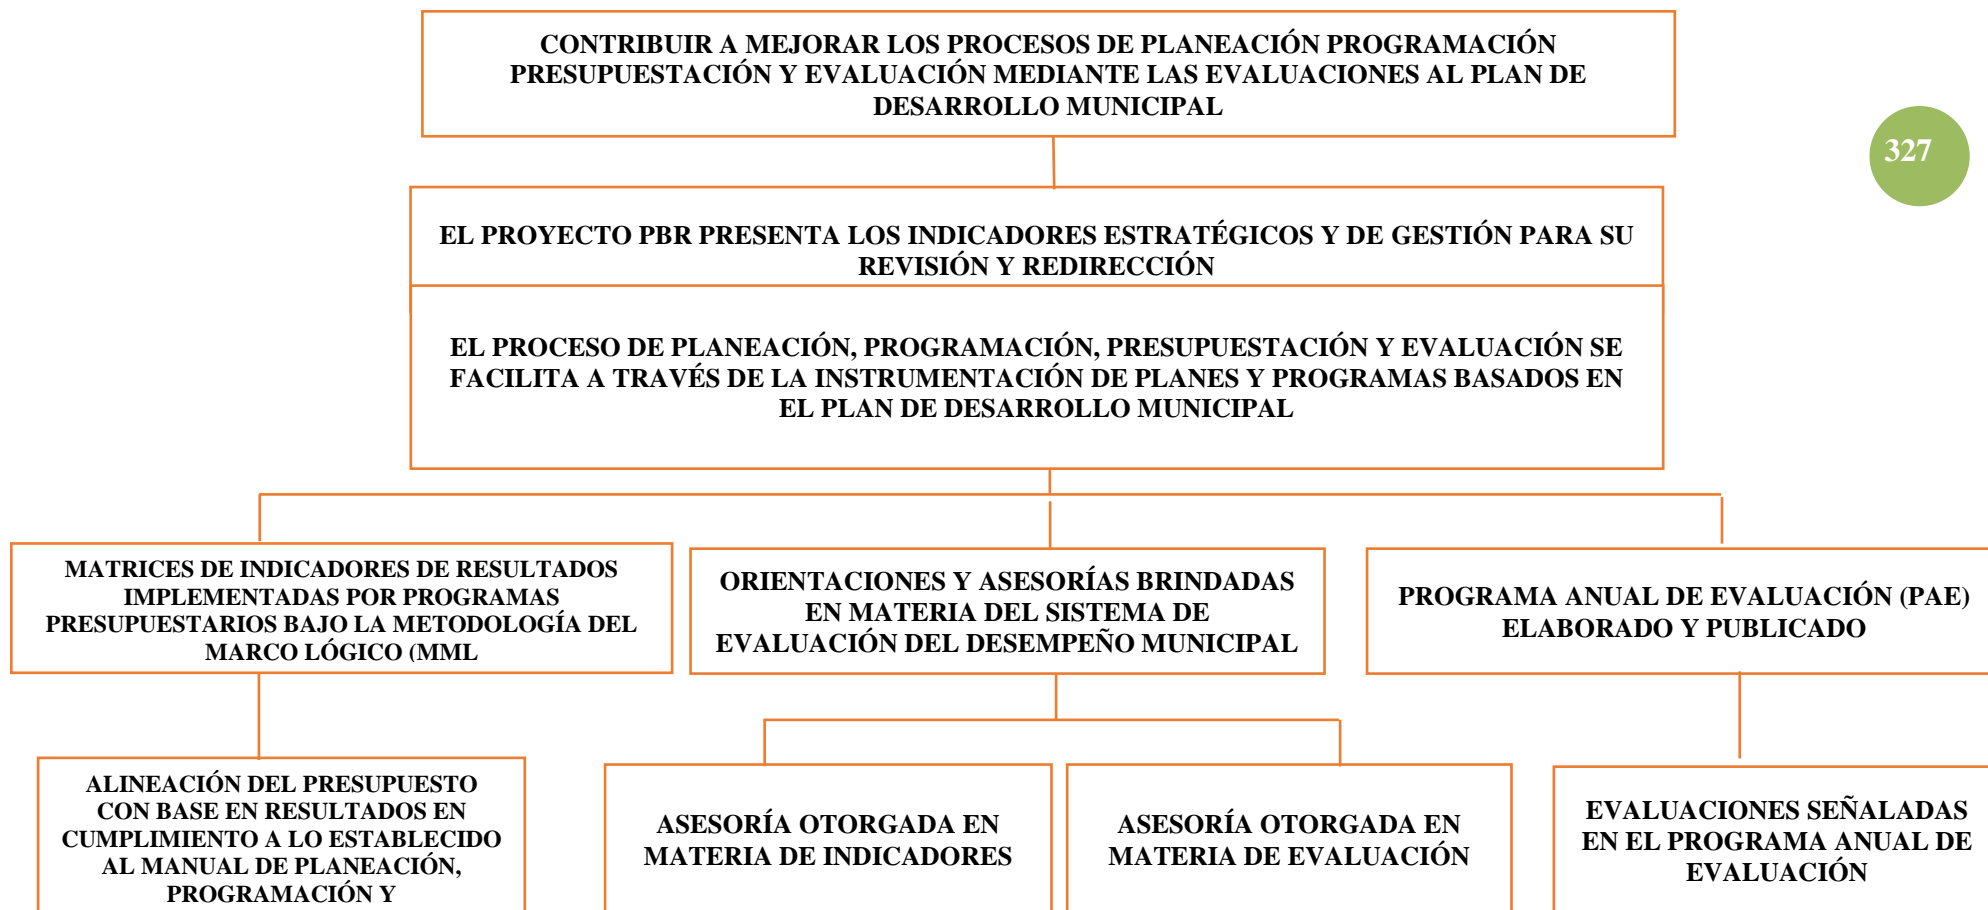 CONTRIBUIR A MEJORAR LOS PROCESOS DE PLANEACIÓN PROGRAMACIÓN
PRESUPUESTACIÓN Y EVALUACIÓN MEDIANTE LAS EVALUACIONES AL PLAN DE
DESARROLLO MUNICIPAL
327
EL PROYECTO PBR PRESENTA LOS INDICADORES ESTRATÉGICOS Y DE GESTIÓN PARA SU
REVISIÓN Y REDIRECCIÓN
EL PROCESO DE PLANEACIÓN, PROGRAMACIÓN, PRESUPUESTACIÓN Y EVALUACIÓN SE
FACILITA A TRAVÉS DE LA INSTRUMENTACIÓN DE PLANES Y PROGRAMAS BASADOS EN
EL PLAN DE DESARROLLO MUNICIPAL
MATRICES DE INDICADORES DE RESULTADOS
IMPLEMENTADAS POR PROGRAMAS
PRESUPUESTARIOS BAJO LA METODOLOGÍA DEL
MARCO LÓGICO (MML
ORIENTACIONES Y ASESORÍAS BRINDADAS
EN MATERIA DEL SISTEMA DE
EVALUACIÓN DEL DESEMPEÑO MUNICIPAL
PROGRAMA ANUAL DE EVALUACIÓN (PAE)
ELABORADO Y PUBLICADO
ALINEACIÓN DEL PRESUPUESTO
CON BASE EN RESULTADOS EN
CUMPLIMIENTO A LO ESTABLECIDO
AL MANUAL DE PLANEACIÓN,
PROGRAMACIÓN Y
ASESORÍA OTORGADA EN
MATERIA DE INDICADORES
ASESORÍA OTORGADA EN
MATERIA DE EVALUACIÓN
EVALUACIONES SEÑALADAS
EN EL PROGRAMA ANUAL DE
EVALUACIÓN